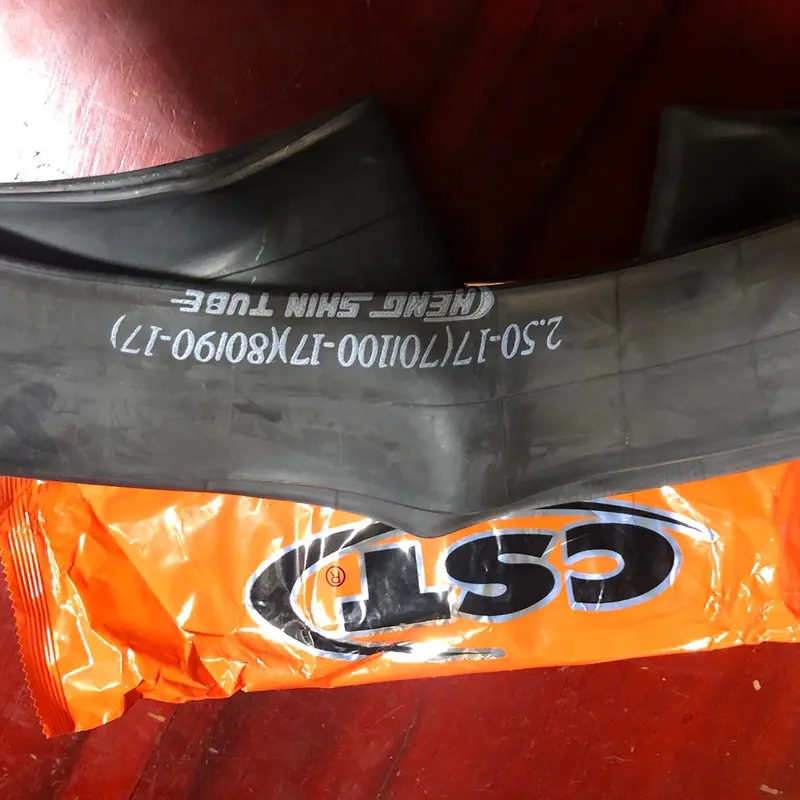 CHENG SHIN TUBE
2.50-17(70/100-17)(80/90-17)
CST®